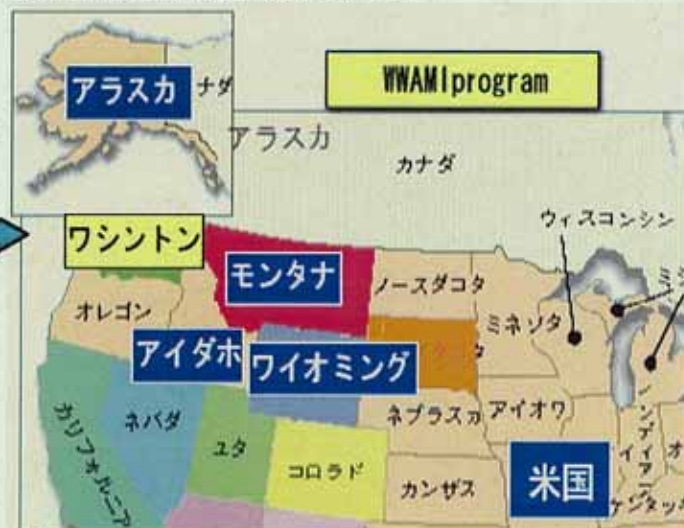 アラスカ
ナダ
WWAMIprogram
アラスカ
カナダ
ウィスコンシン
ワシントン
モンタナ
ノースダコタ
オレゴン
ミネソタ
アイダホ
ワイオミング
ネバダ
ユタ
コロラド
ネブラスカ
アイオワ
カリフォルニア
カンザス
米国